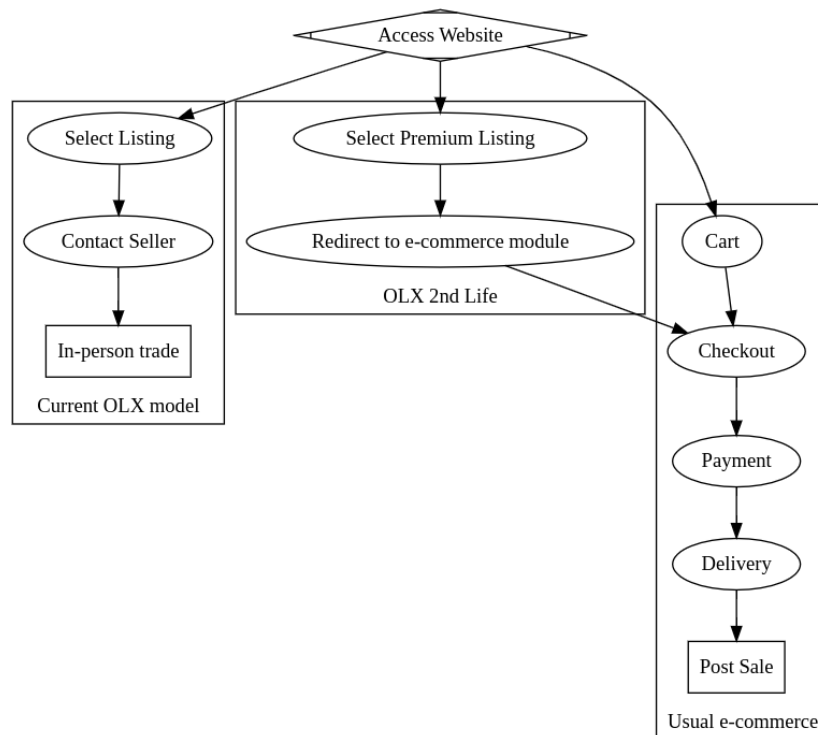 Access Website
Select Listing
Contact Seller
In-person trade
Current OLX model
Select Premium Listing
Redirect to e-commerce module
OLX 2nd Life
Cart
Checkout
Payment
Delivery
Post Sale
Usual e-commerce